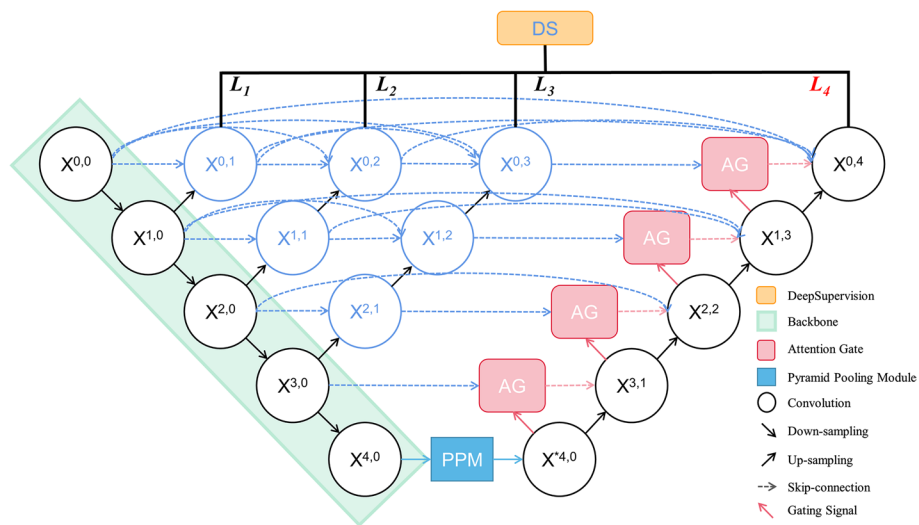 DS
L1 L2 L3 L4
X0,0 X0,1 X0,2 X0,3 AG X0,4
X1,0 X1,1 X1,2 AG X1,3
X2,0 X2,1 AG X2,2
X3,0 AG X3,1
X4,0 PPM X*4,0
DeepSupervision
Backbone
Attention Gate
Pyramid Pooling Module
Convolution
Down-sampling
Up-sampling
Skip-connection
Gating Signal